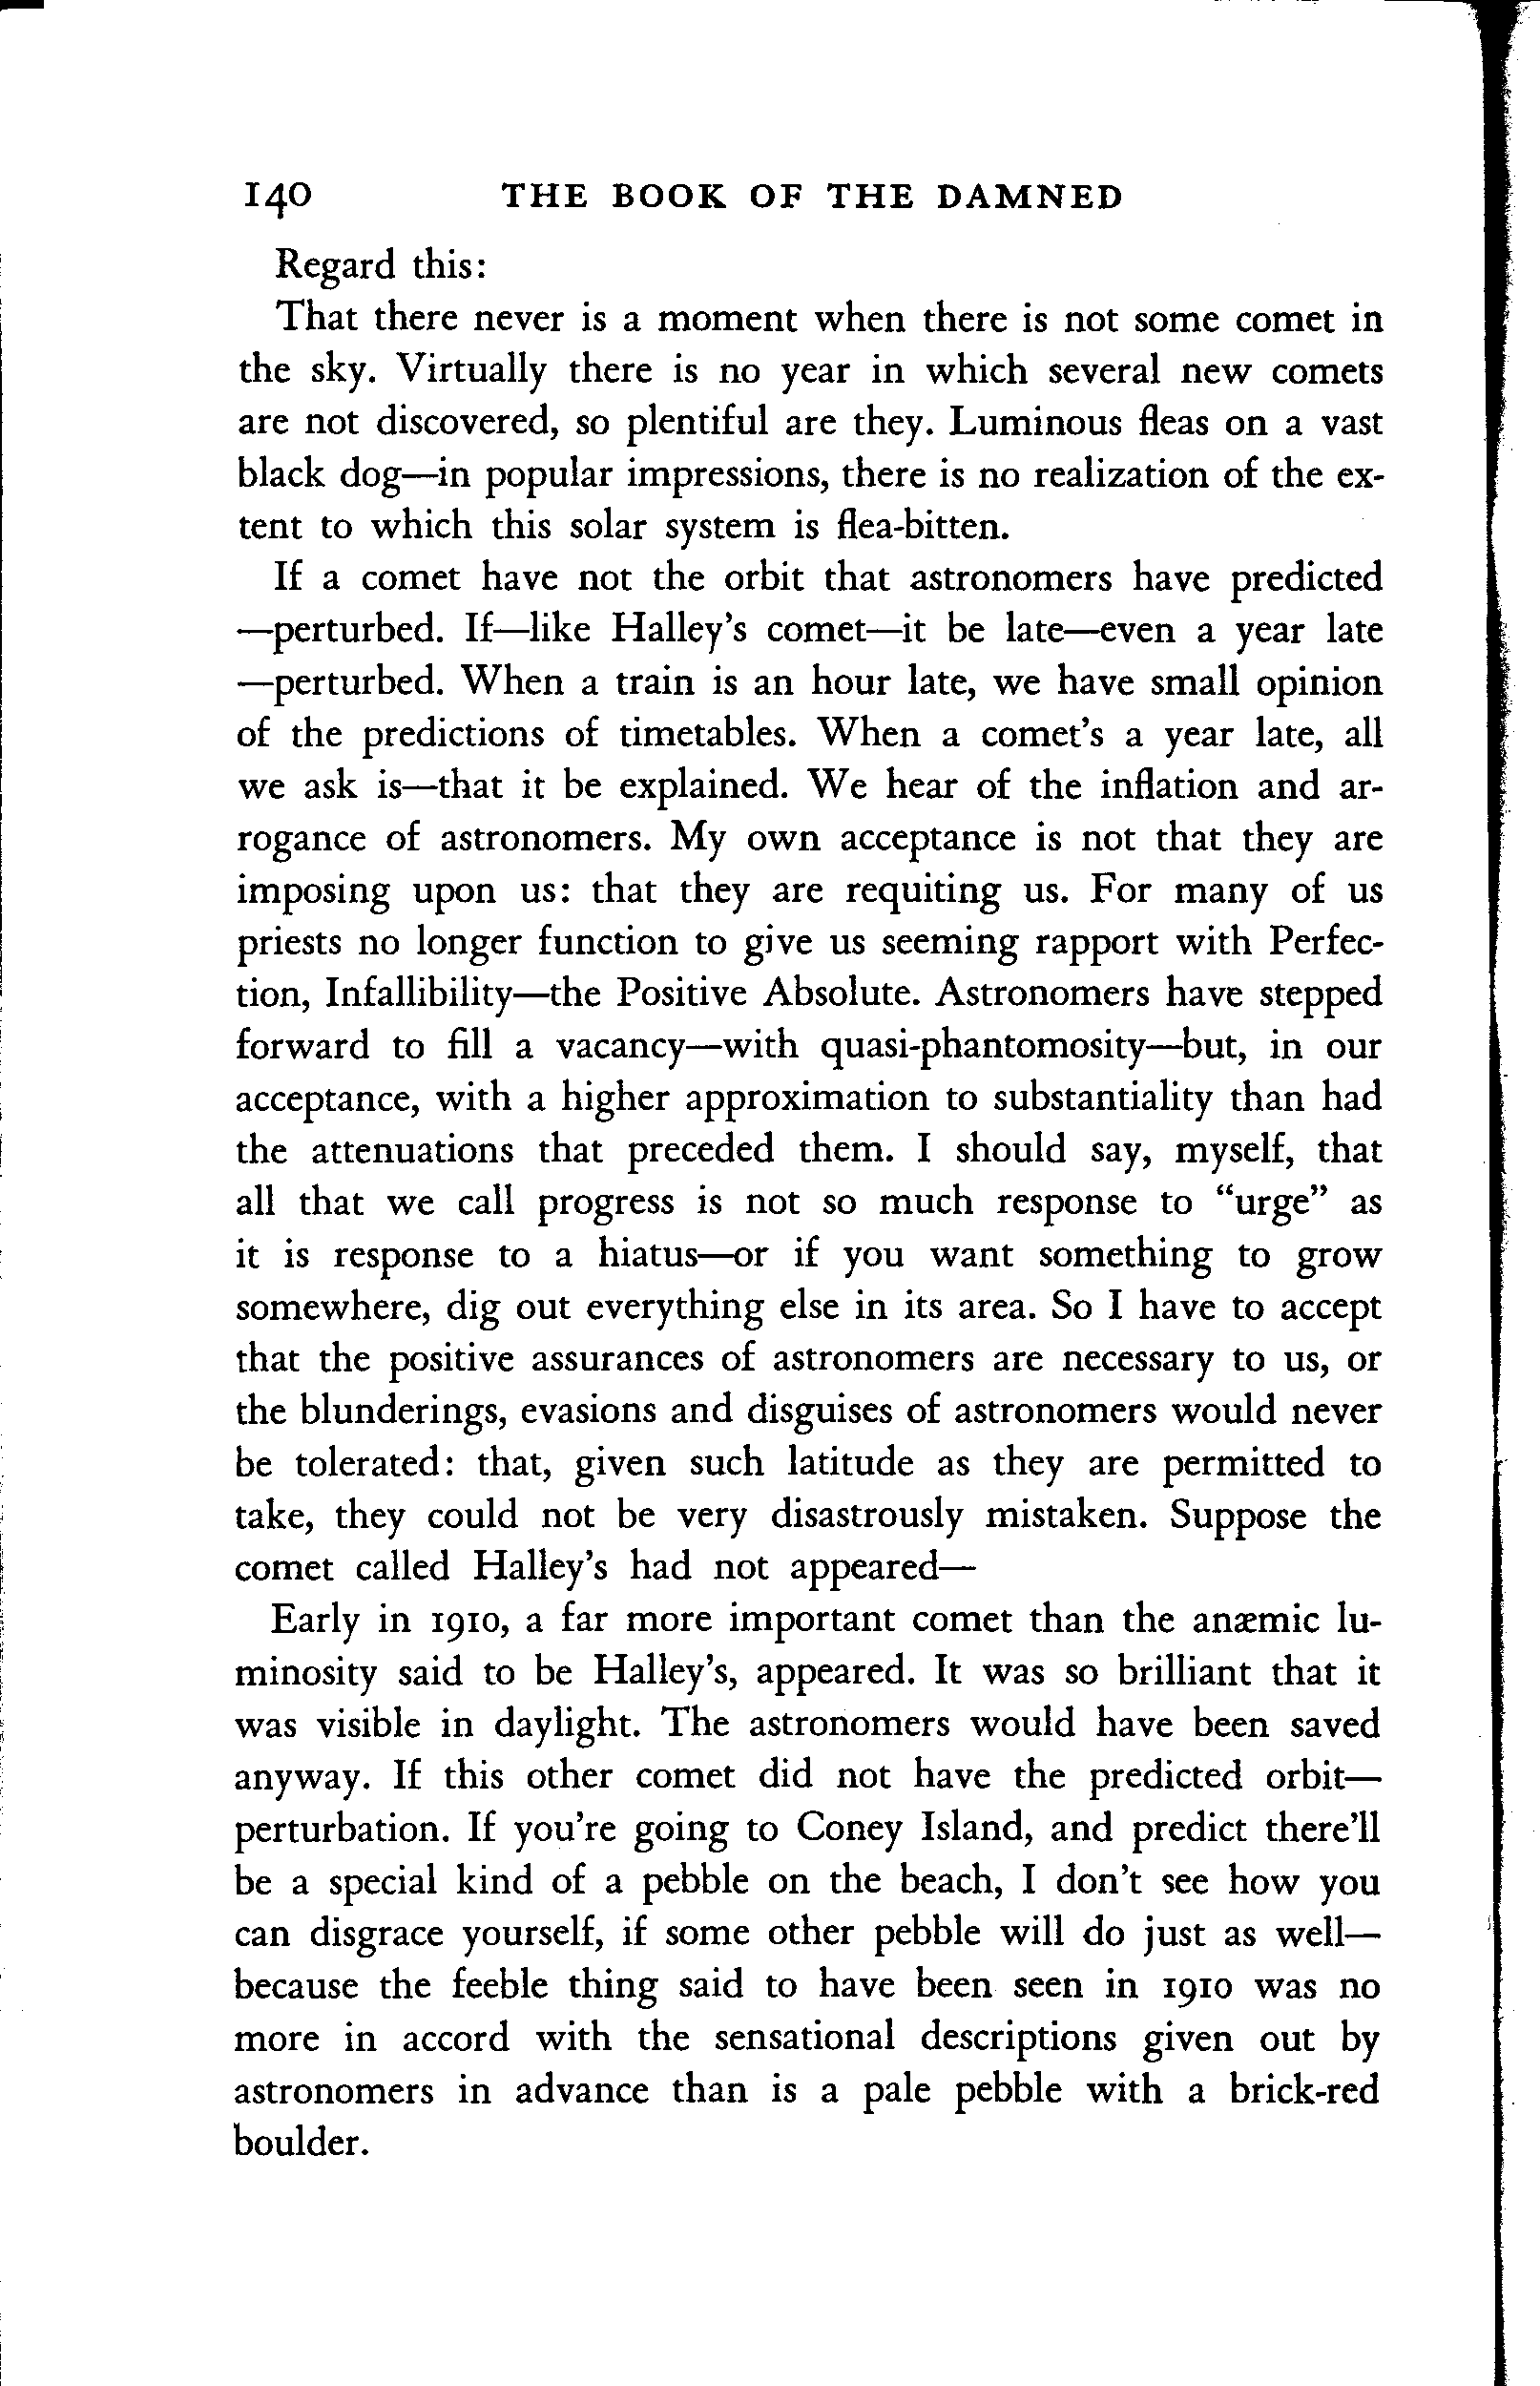 140 THE BOOK OF THE DAMNED
Regard this:
That there never is a moment when there is not some comet in
the sky. Virtually there is no year in which several new comets
are not discovered, so plentiful are they. Luminous fleas on a vast
black dog—in popular impressions, there is no realization of the ex-
tent to which this solar system is flea-bitten.
If a comet have not the orbit that astronomers have predicted
—perturbed. If—like Halley's comet—it be late—even a year late
—perturbed. When a train is an hour late, we have small opinion
of the predictions of timetables. When a comet's a year late, all
we ask is—that it be explained. We hear of the inflation and ar-
rogance of astronomers. My own acceptance is not that they are
imposing upon us: that they are requiting us. For many of us
priests no longer function to give us seeming rapport with Perfec-
tion, Infallibility—the Positive Absolute. Astronomers have stepped
forward to fill a vacancy—with quasi-phantomosity—but, in our
acceptance, with a higher approximation to substantiality than had
the attenuations that preceded them. I should say, myself, that
all that we call progress is not so much response to “urge” as
it is response to a hiatus—or if you want something to grow
somewhere, dig out everything else in its area. So I have to accept
that the positive assurances of astronomers are necessary to us, or
the blunderings, evasions and disguises of astronomers would never
be tolerated: that, given such latitude as they are permitted to
take, they could not be very disastrously mistaken. Suppose the
comet called Halley's had not appeared—
Early in 1910, a far more important comet than the anæmic lu-
minosity said to be Halley's, appeared. It was so brilliant that it
was visible in daylight. The astronomers would have been saved
anyway. If this other comet did not have the predicted orbit—
perturbation. If you're going to Coney Island, and predict there'll
be a special kind of a pebble on the beach, I don't see how you
can disgrace yourself, if some other pebble will do just as well—
because the feeble thing said to have been seen in 1910 was no
more in accord with the sensational descriptions given out by
astronomers in advance than is a pale pebble with a brick-red
boulder.